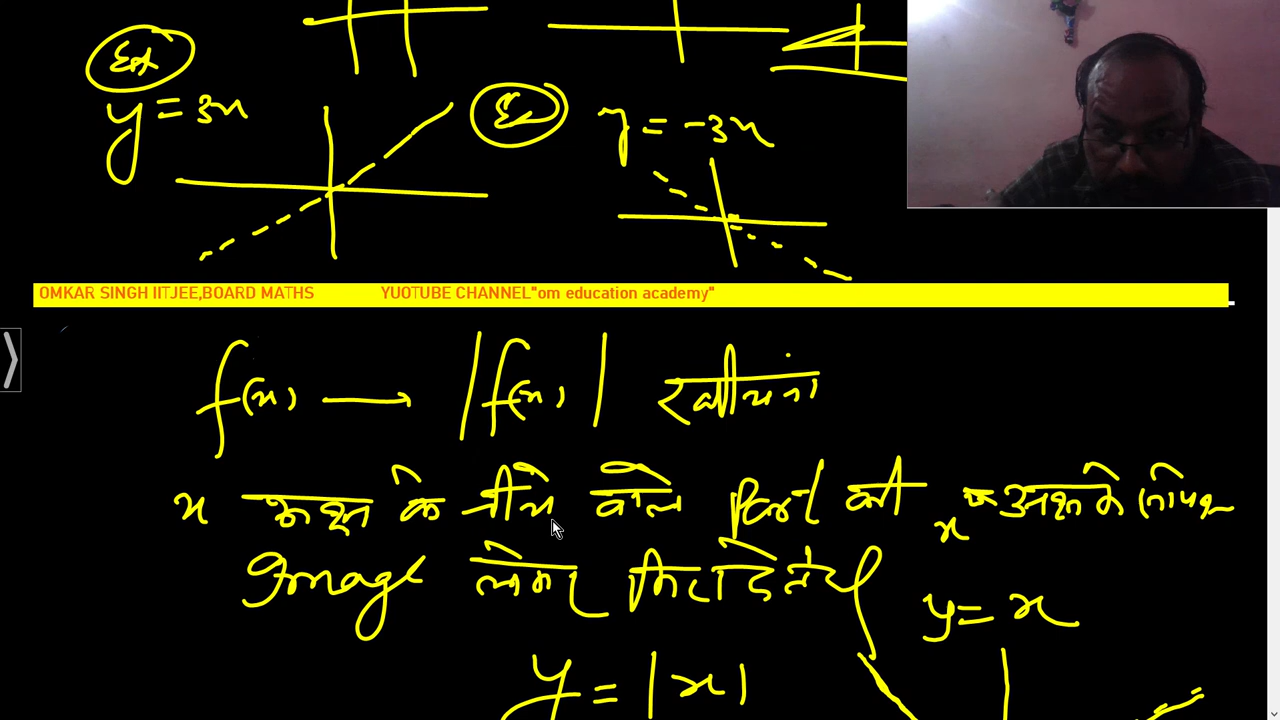 Ex
y = 3x
Ex
y = -3x
OMKAR SINGH IITJEE,BOARD MATHS YUOTUBE CHANNEL"om education academy"
f(x) → |f(x)| खीचना
x अक्ष के नीचे वाले को x अक्ष के सापेक्ष
Image लेकर मिटा देते
y = x
y = |x|